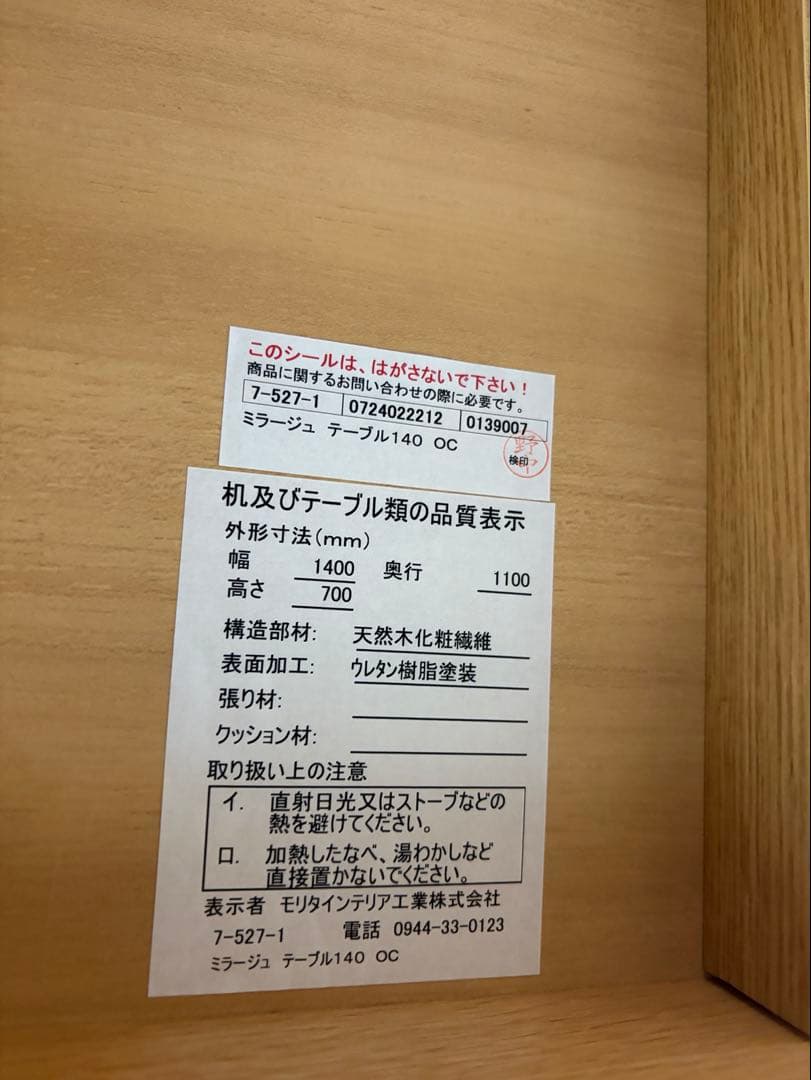 このシールは、はがさないで下さい！
商品に関するお問い合わせの際に必要です。
7-527-1 0724022212 0139007
ミラージュ テーブル140 OC
野中
検印
机及びテーブル類の品質表示
外形寸法(mm)
幅 1400 奥行 1100
高さ 700
構造部材: 天然木化粧繊維
表面加工: ウレタン樹脂塗装
張り材:
クッション材:
取り扱い上の注意
イ. 直射日光又はストーブなどの
熱を避けてください。
ロ. 加熱したなべ、湯わかしなど
直接置かないでください。
表示者 モリタインテリア工業株式会社
7-527-1 電話 0944-33-0123
ミラージュ テーブル140 OC